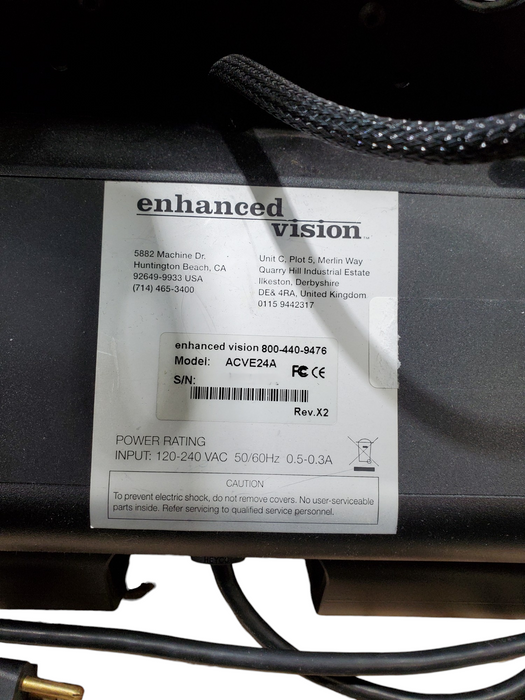 enhanced
vision™
5882 Machine Dr.
Huntington Beach, CA
92649-9933 USA
(714) 465-3400
Unit C, Plot 5, Merlin Way
Quarry Hill Industrial Estate
Ilkeston, Derbyshire
DE& 4RA, United Kingdom
0115 9442317
enhanced vision 800-440-9476
Model: ACVE24A
FC CE
S/N:
Rev.X2
POWER RATING
INPUT: 120-240 VAC 50/60Hz 0.5-0.3A
CAUTION
To prevent electric shock, do not remove covers. No user-serviceable
parts inside. Refer servicing to qualified service personnel.